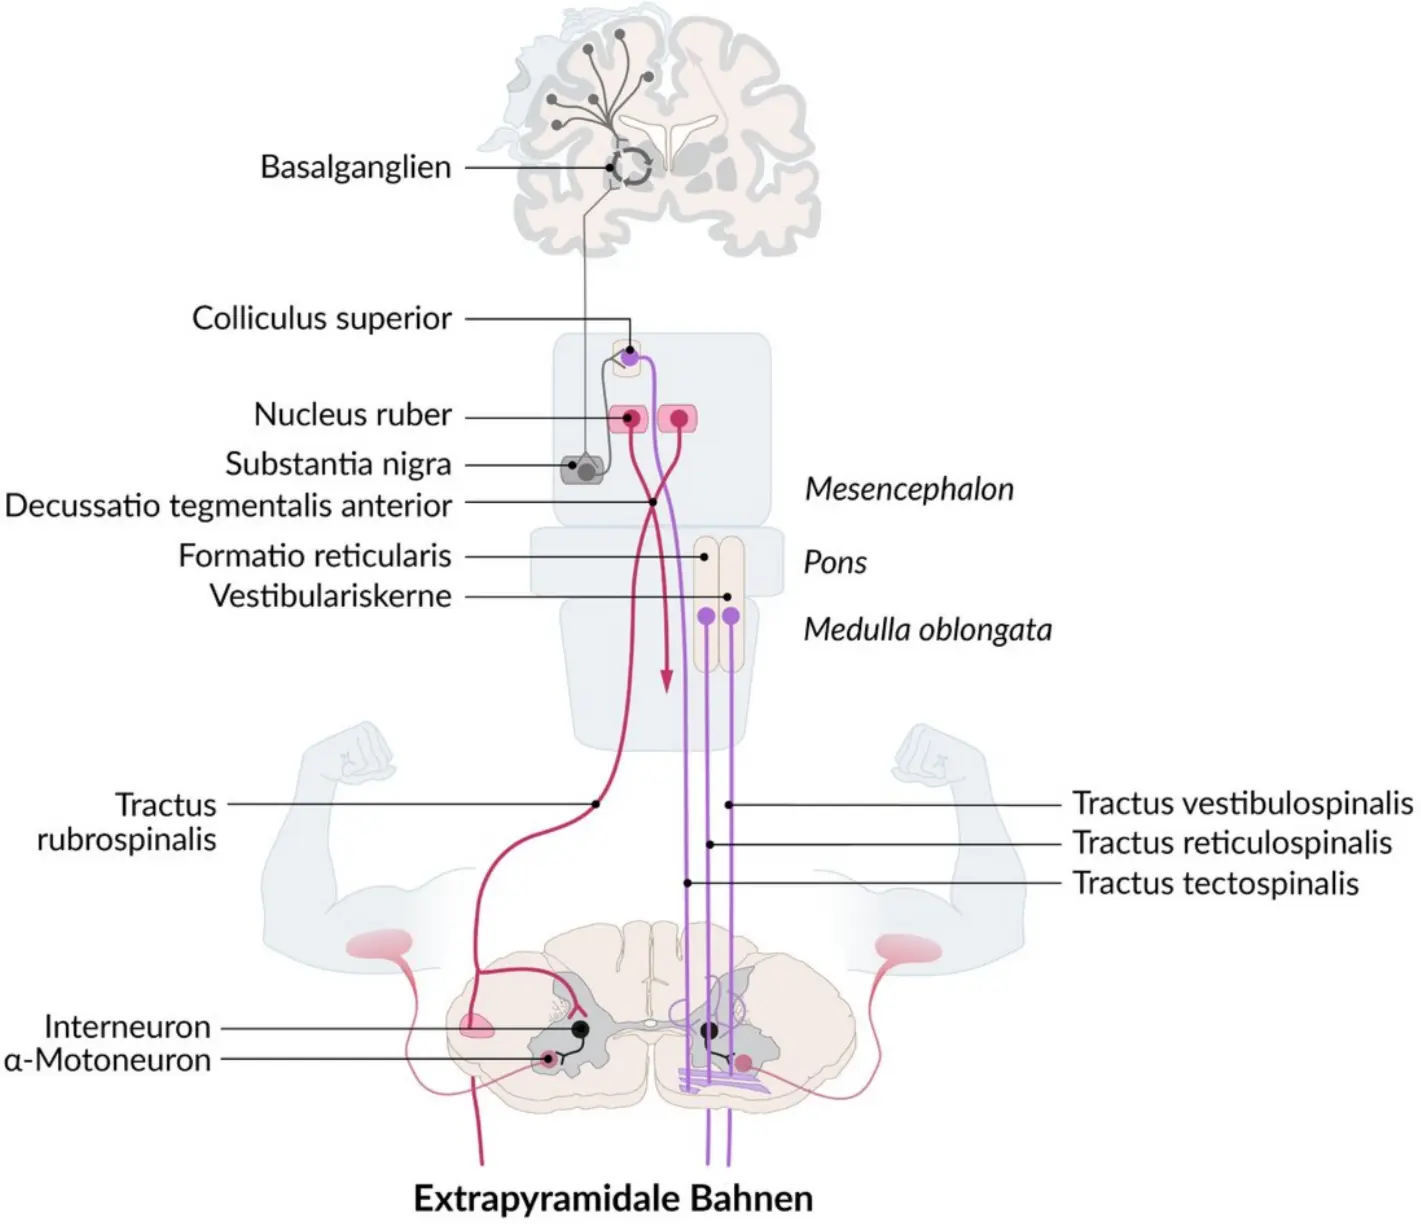 Basalganglien
Colliculus superior
Nucleus ruber
Substantia nigra
Decussatio tegmentalis anterior
Mesencephalon
Formatio reticularis
Pons
Vestibulariskerne
Medulla oblongata
Tractus
rubrospinalis
Tractus vestibulospinalis
Tractus reticulospinalis
Tractus tectospinalis
Interneuron
α-Motoneuron
Extrapyramidale Bahnen